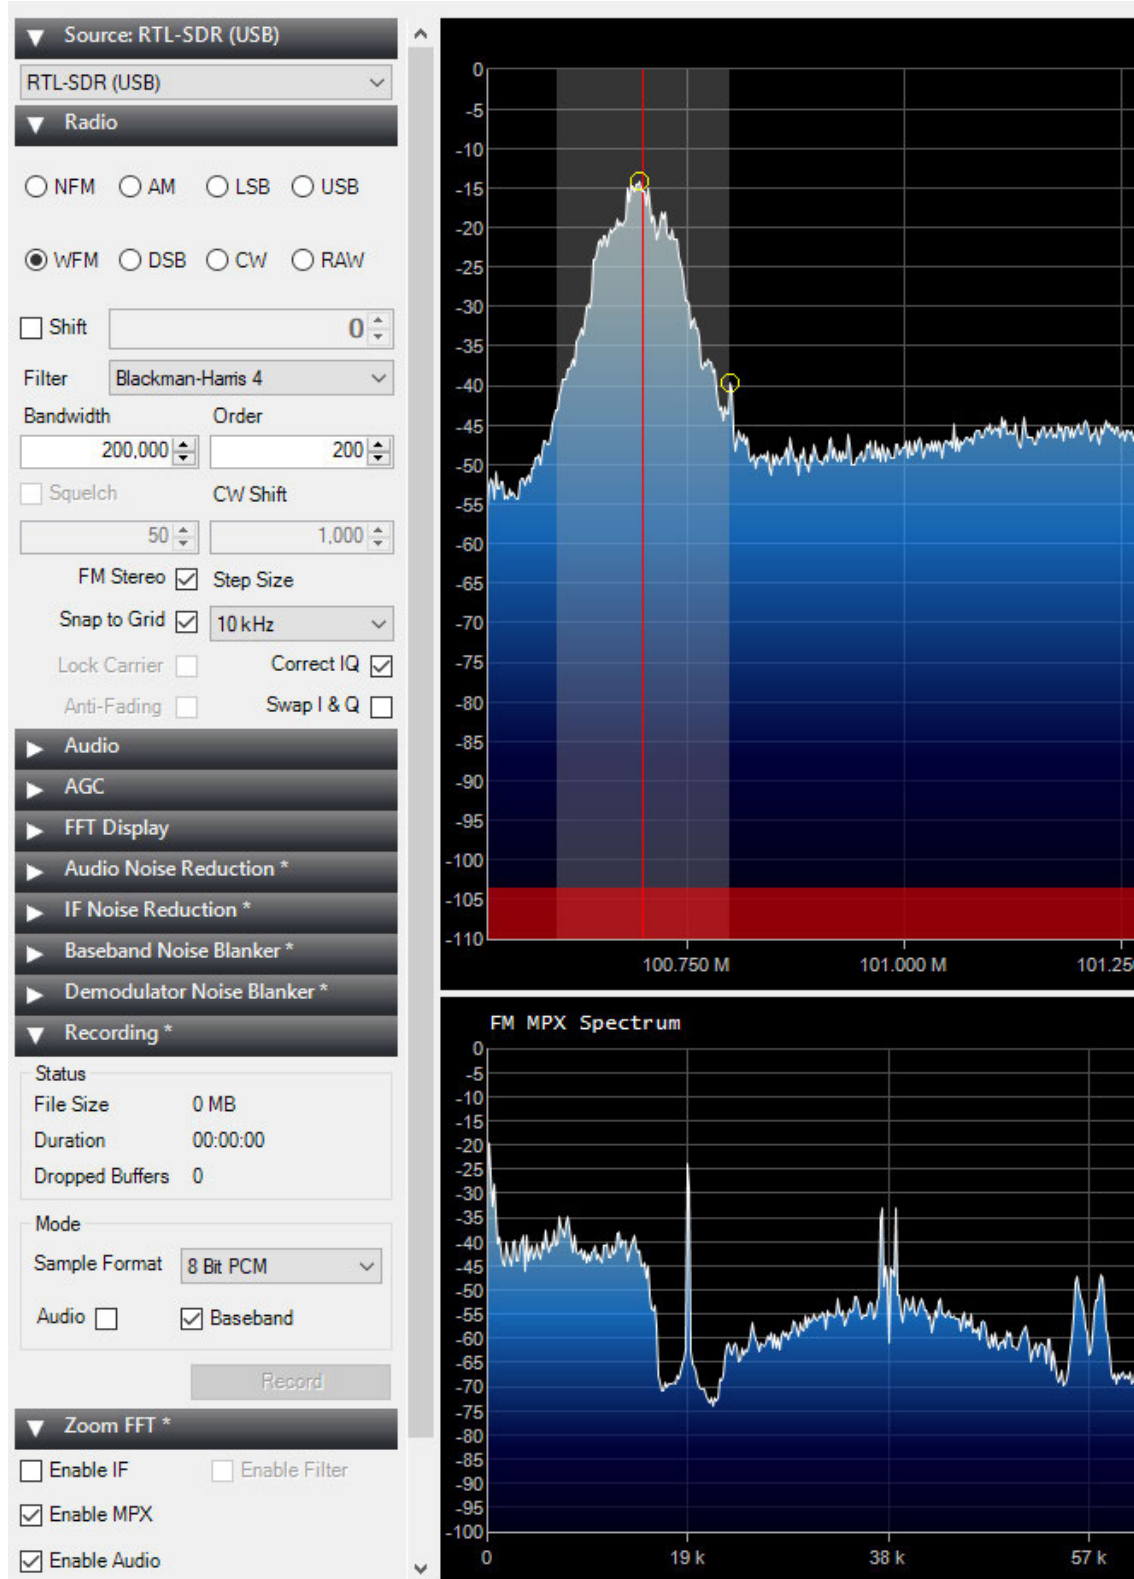 Source: RTL-SDR (USB)
RTL-SDR (USB)
Radio
NFM AM LSB USB
WFM DSB CW RAW
Shift 0
Filter Blackman-Harris 4
Bandwidth Order
200,000 200
Squelch CW Shift
50 1,000
FM Stereo Step Size
Snap to Grid 10 kHz
Lock Carrier Correct IQ
Anti-Fading Swap I & Q
Audio
AGC
FFT Display
Audio Noise Reduction *
IF Noise Reduction *
Baseband Noise Blanker *
Demodulator Noise Blanker *
Recording *
Status
File Size 0 MB
Duration 00:00:00
Dropped Buffers 0
Mode
Sample Format 8 Bit PCM
Audio Baseband
Record
Zoom FFT *
Enable IF Enable Filter
Enable MPX
Enable Audio
0
-5
-10
-15
-20
-25
-30
-35
-40
-45
-50
-55
-60
-65
-70
-75
-80
-85
-90
-95
-100
-105
-110
100.750 M 101.000 M 101.25
FM MPX Spectrum
0
-5
-10
-15
-20
-25
-30
-35
-40
-45
-50
-55
-60
-65
-70
-75
-80
-85
-90
-95
-100
0 19 k 38 k 57 k